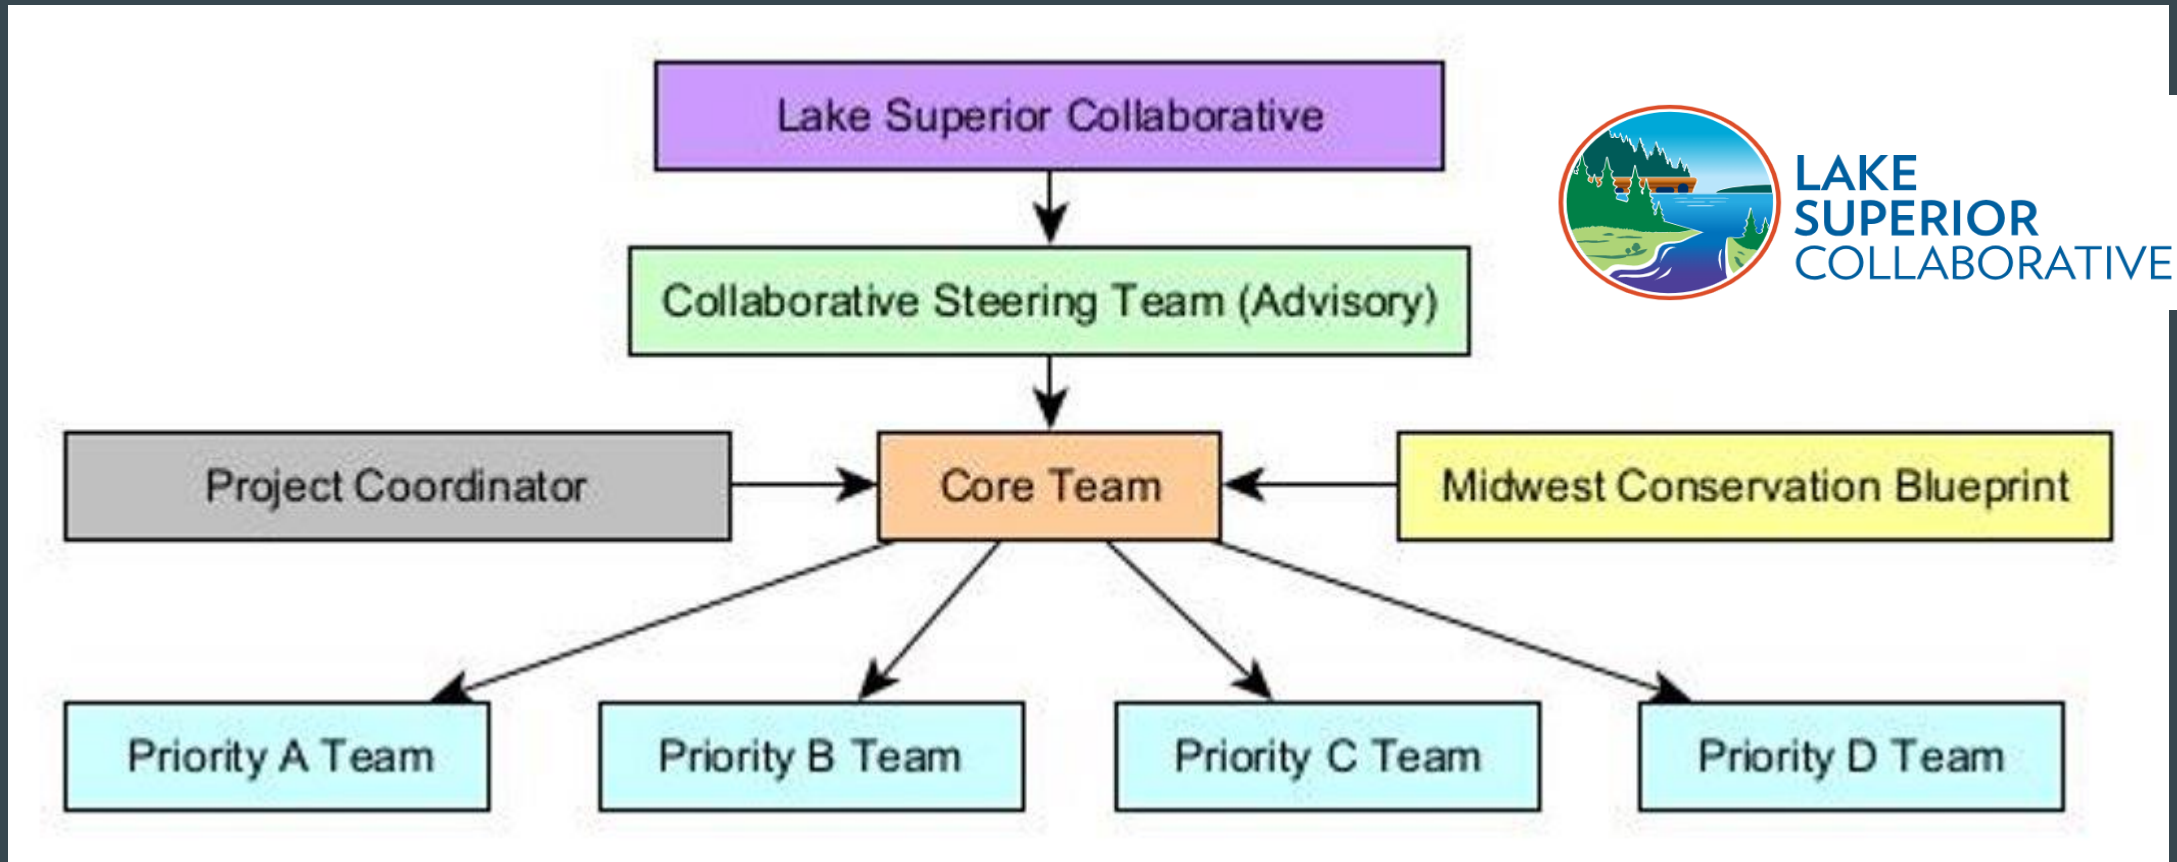 Lake Superior Collaborative
LAKE
SUPERIOR
COLLABORATIVE
Collaborative Steering Team (Advisory)
Project Coordinator
Core Team
Midwest Conservation Blueprint
Priority A Team
Priority B Team
Priority C Team
Priority D Team